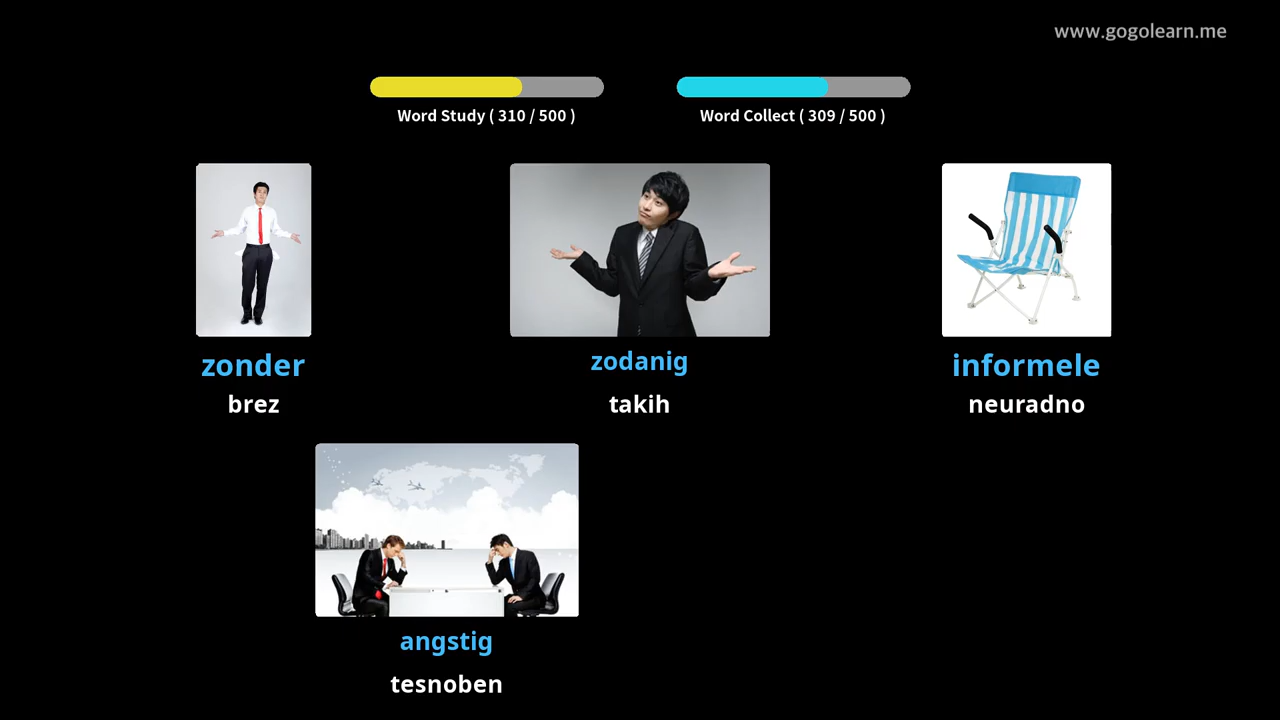 www.gogolearn.me
Word Study ( 310 / 500 )
Word Collect ( 309 / 500 )
zonder
brez
zodanig
takih
informele
neuradno
angstig
tesnoben